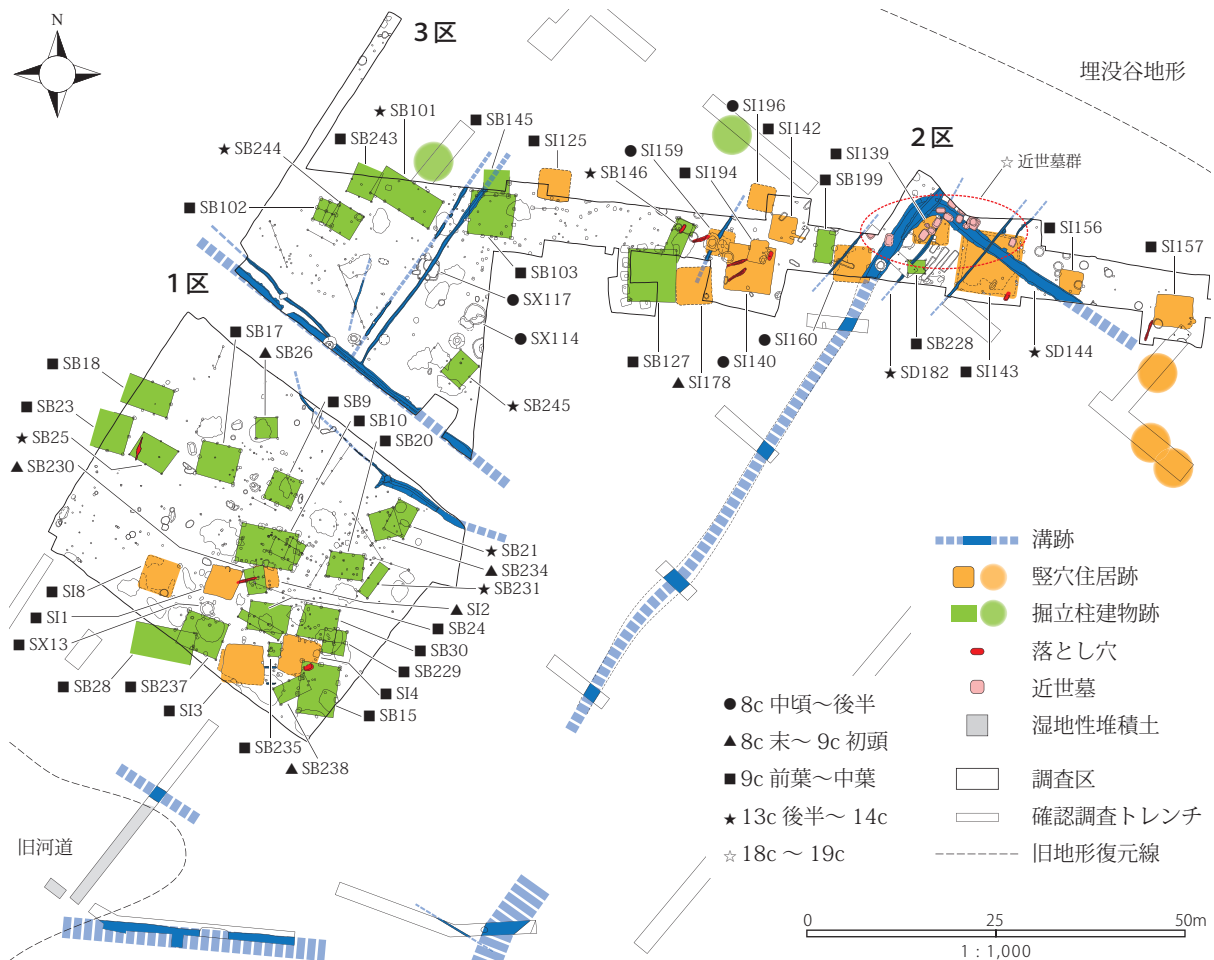 N
3区
埋没谷地形
★ SB101
■ SB145
● SI196
■ SB243
■ SI125
■ SI142
2区
★ SB244
● SI159
■ SI139
☆ 近世墓群
★ SB146
■ SI194
■ SB199
■ SB102
■ SI156
■ SI157
■ SB103
1区
● SX117
■ SB17
● SX114
● SI160
▲ SB26
■ SB228
■ SB18
■ SB127
● SI140
★ SD182
■ SI143
★ SD144
▲ SI178
■ SB23
■ SB9
★ SB245
■ SB10
★ SB25
■ SB20
▲ SB230
★ SB21
▲ SB234
★ SB231
■ SI8
▲ SI2
■ SI1
■ SB24
■ SX13
■ SB30
■ SB229
■ SB28
■ SB237
■ SI4
■ SI3
■ SB15
■ SB235
▲ SB238
旧河道
溝跡
竪穴住居跡
掘立柱建物跡
落とし穴
近世墓
湿地性堆積土
調査区
確認調査トレンチ
旧地形復元線
● 8c 中頃～後半
▲ 8c 末～ 9c 初頭
■ 9c 前葉～中葉
★ 13c 後半～ 14c
☆ 18c ～ 19c
0 25 50m
1：1,000